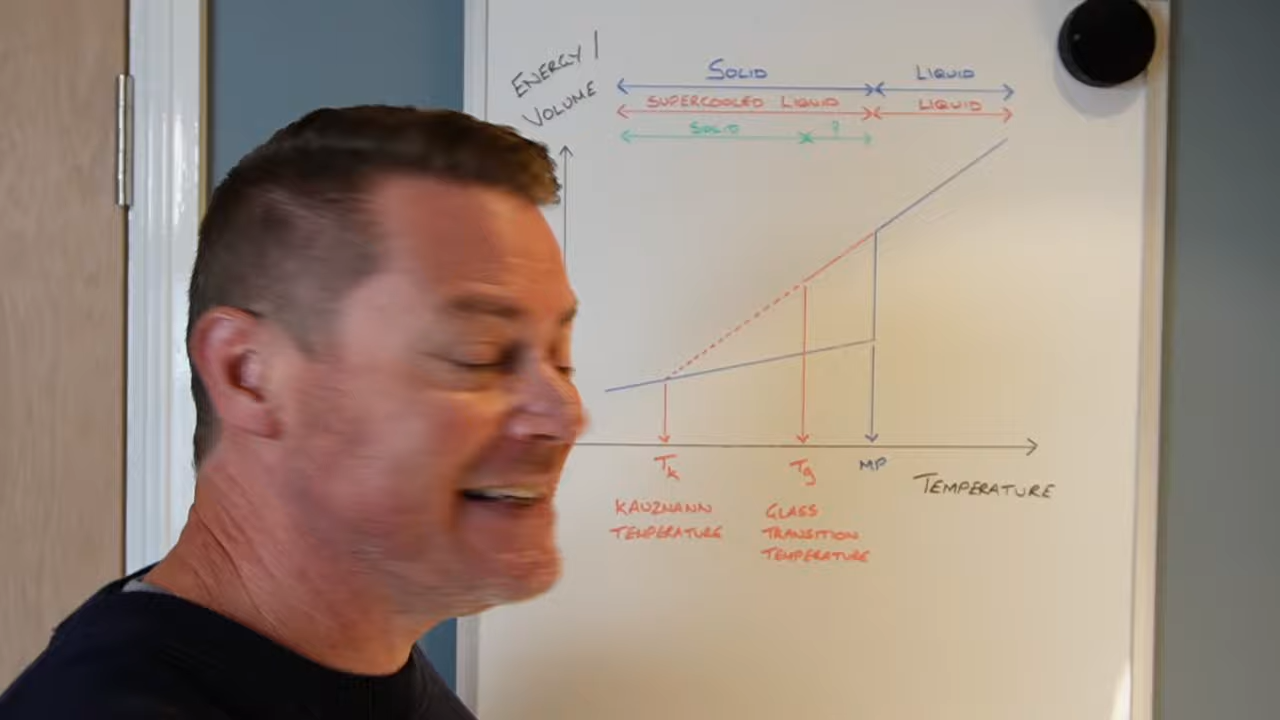 ENERGY /
VOLUME
SOLID
LIQUID
SUPERCOOLED LIQUID
LIQUID
SOLID
?
Tk
Tg
MP
TEMPERATURE
KAUZMANN
TEMPERATURE
GLASS
TRANSITION
TEMPERATURE